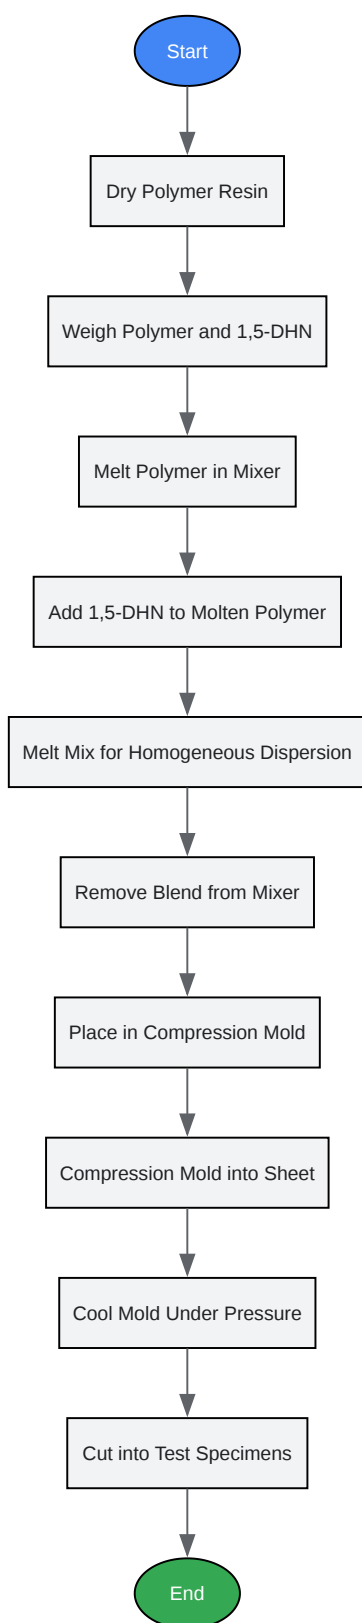 Start
Dry Polymer Resin
Weigh Polymer and 1,5-DHN
Melt Polymer in Mixer
Add 1,5-DHN to Molten Polymer
Melt Mix for Homogeneous Dispersion
Remove Blend from Mixer
Place in Compression Mold
Compression Mold into Sheet
Cool Mold Under Pressure
Cut into Test Specimens
End